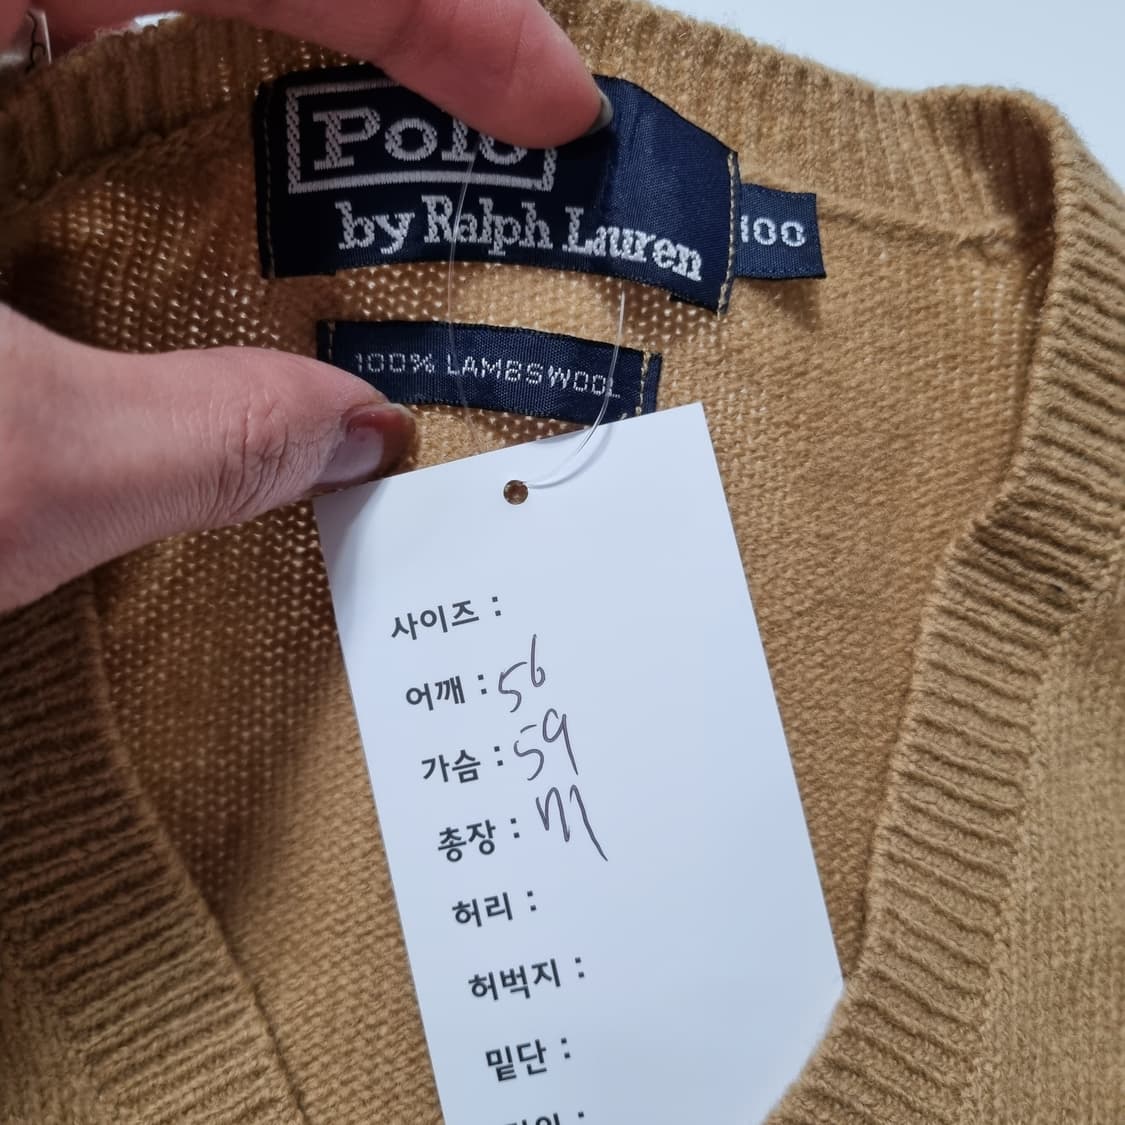 Polo
by Ralph Lauren
100
100% LAMBSWOOL
사이즈 :
어깨 : 56
가슴 : 59
총장 : 71
허리 :
허벅지 :
밑단 :